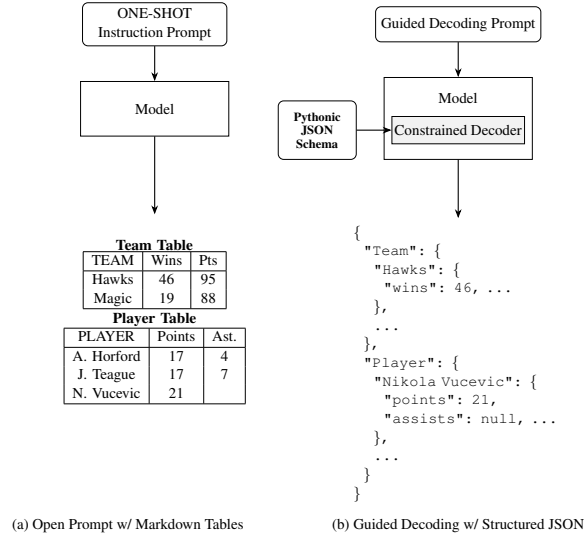 ONE-SHOT
Instruction Prompt
Model
Team Table
TEAM Wins Pts
Hawks 46 95
Magic 19 88
Player Table
PLAYER Points Ast.
A. Horford 17 4
J. Teague 17 7
N. Vucevic 21
(a) Open Prompt w/ Markdown Tables
Guided Decoding Prompt
Model
Pythonic
JSON
Schema
Constrained Decoder
{
"Team": {
"Hawks": {
"wins": 46, ...
},
...
},
"Player": {
"Nikola Vucevic": {
"points": 21,
"assists": null, ...
},
...
}
}
(b) Guided Decoding w/ Structured JSON